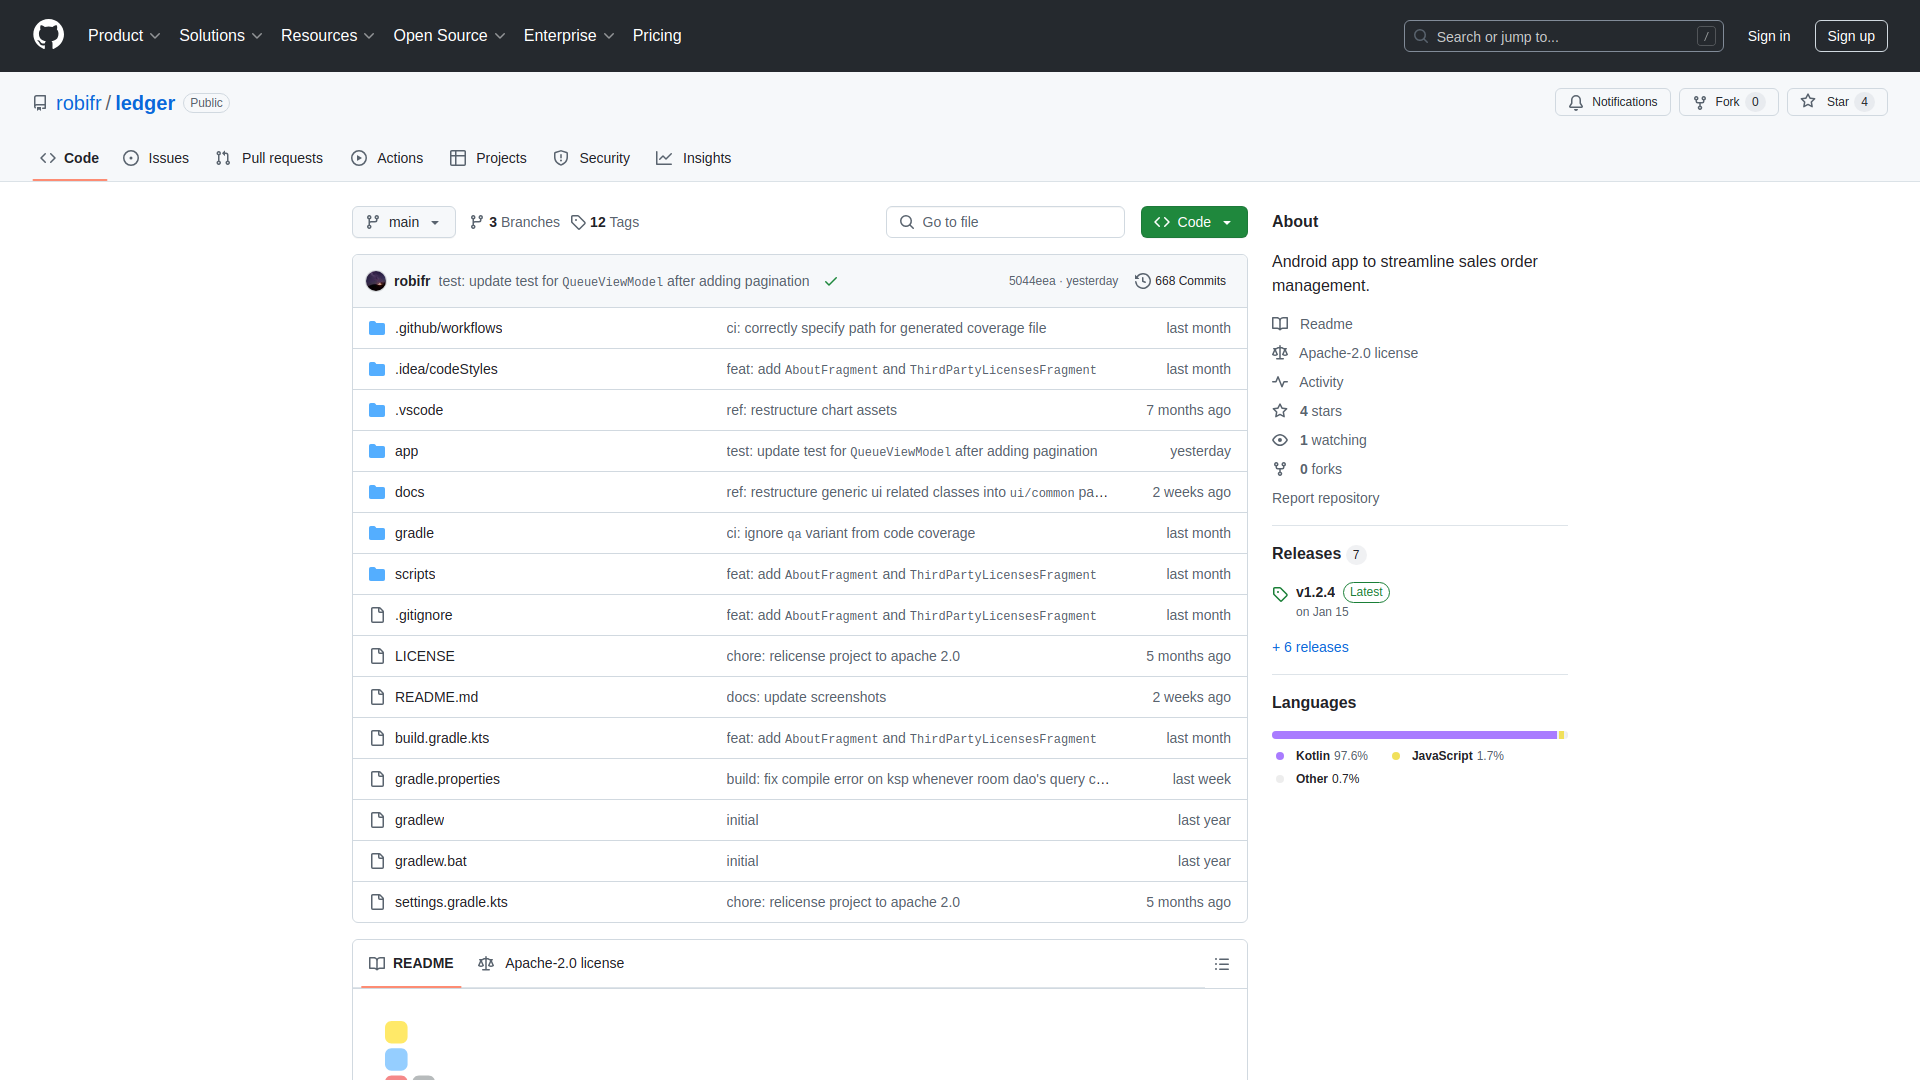 Product Solutions Resources Open Source Enterprise Pricing Search or jump to... / Sign in Sign up
robifr / ledger Public Notifications Fork 0 Star 4
Code Issues Pull requests Actions Projects Security Insights
main 3 Branches 12 Tags Go to file Code
robifr test: update test for QueueViewModel after adding pagination 5044eea · yesterday 668 Commits
.github/workflows ci: correctly specify path for generated coverage file last month
.idea/codeStyles feat: add AboutFragment and ThirdPartyLicensesFragment last month
.vscode ref: restructure chart assets 7 months ago
app test: update test for QueueViewModel after adding pagination yesterday
docs ref: restructure generic ui related classes into ui/common pa… 2 weeks ago
gradle ci: ignore qa variant from code coverage last month
scripts feat: add AboutFragment and ThirdPartyLicensesFragment last month
.gitignore feat: add AboutFragment and ThirdPartyLicensesFragment last month
LICENSE chore: relicense project to apache 2.0 5 months ago
README.md docs: update screenshots 2 weeks ago
build.gradle.kts feat: add AboutFragment and ThirdPartyLicensesFragment last month
gradle.properties build: fix compile error on ksp whenever room dao's query c… last week
gradlew initial last year
gradlew.bat initial last year
settings.gradle.kts chore: relicense project to apache 2.0 5 months ago
README Apache-2.0 license
About
Android app to streamline sales order
management.
Readme
Apache-2.0 license
Activity
4 stars
1 watching
0 forks
Report repository
Releases 7
v1.2.4 Latest
on Jan 15
+ 6 releases
Languages
Kotlin 97.6% JavaScript 1.7%
Other 0.7%